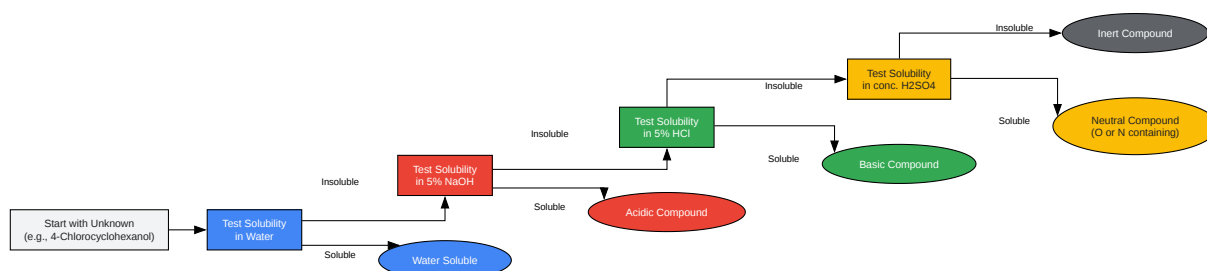 Start with Unknown
(e.g., 4-Chlorocyclohexanol)
Test Solubility
in Water
Insoluble
Soluble
Water Soluble
Test Solubility
in 5% NaOH
Insoluble
Soluble
Acidic Compound
Test Solubility
in 5% HCl
Insoluble
Soluble
Basic Compound
Test Solubility
in conc. H2SO4
Insoluble
Inert Compound
Soluble
Neutral Compound
(O or N containing)